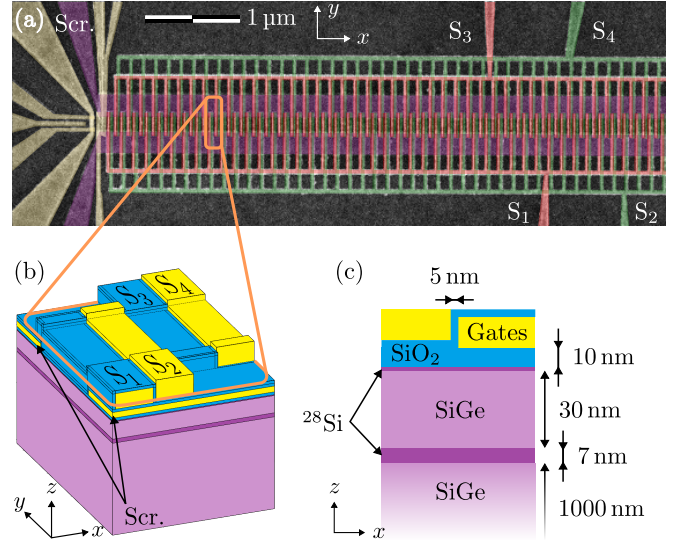 (a)
Scr.
1 μm
y
x
S₃
S₄
S₁
S₂
(b)
S₃
S₄
S₁
S₂
Scr.
z
y
x
(c)
5 nm
Gates
SiO₂
10 nm
²⁸Si
SiGe
30 nm
7 nm
SiGe
1000 nm
z
x